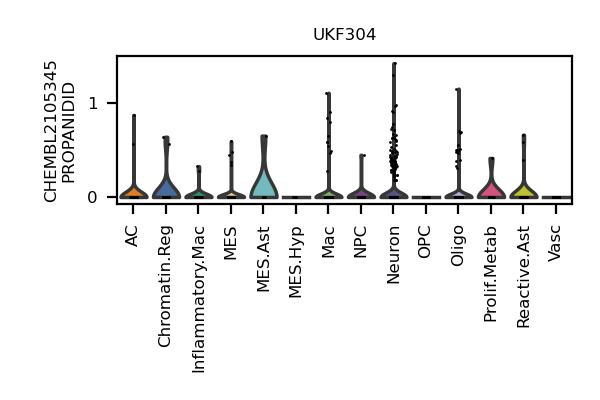 UKF304
CHEMBL2105345
PROPANIDID
1
0
AC
Chromatin.Reg
Inflammatory.Mac
MES
MES.Ast
MES.Hyp
Mac
NPC
Neuron
OPC
Oligo
Prolif.Metab
Reactive.Ast
Vasc